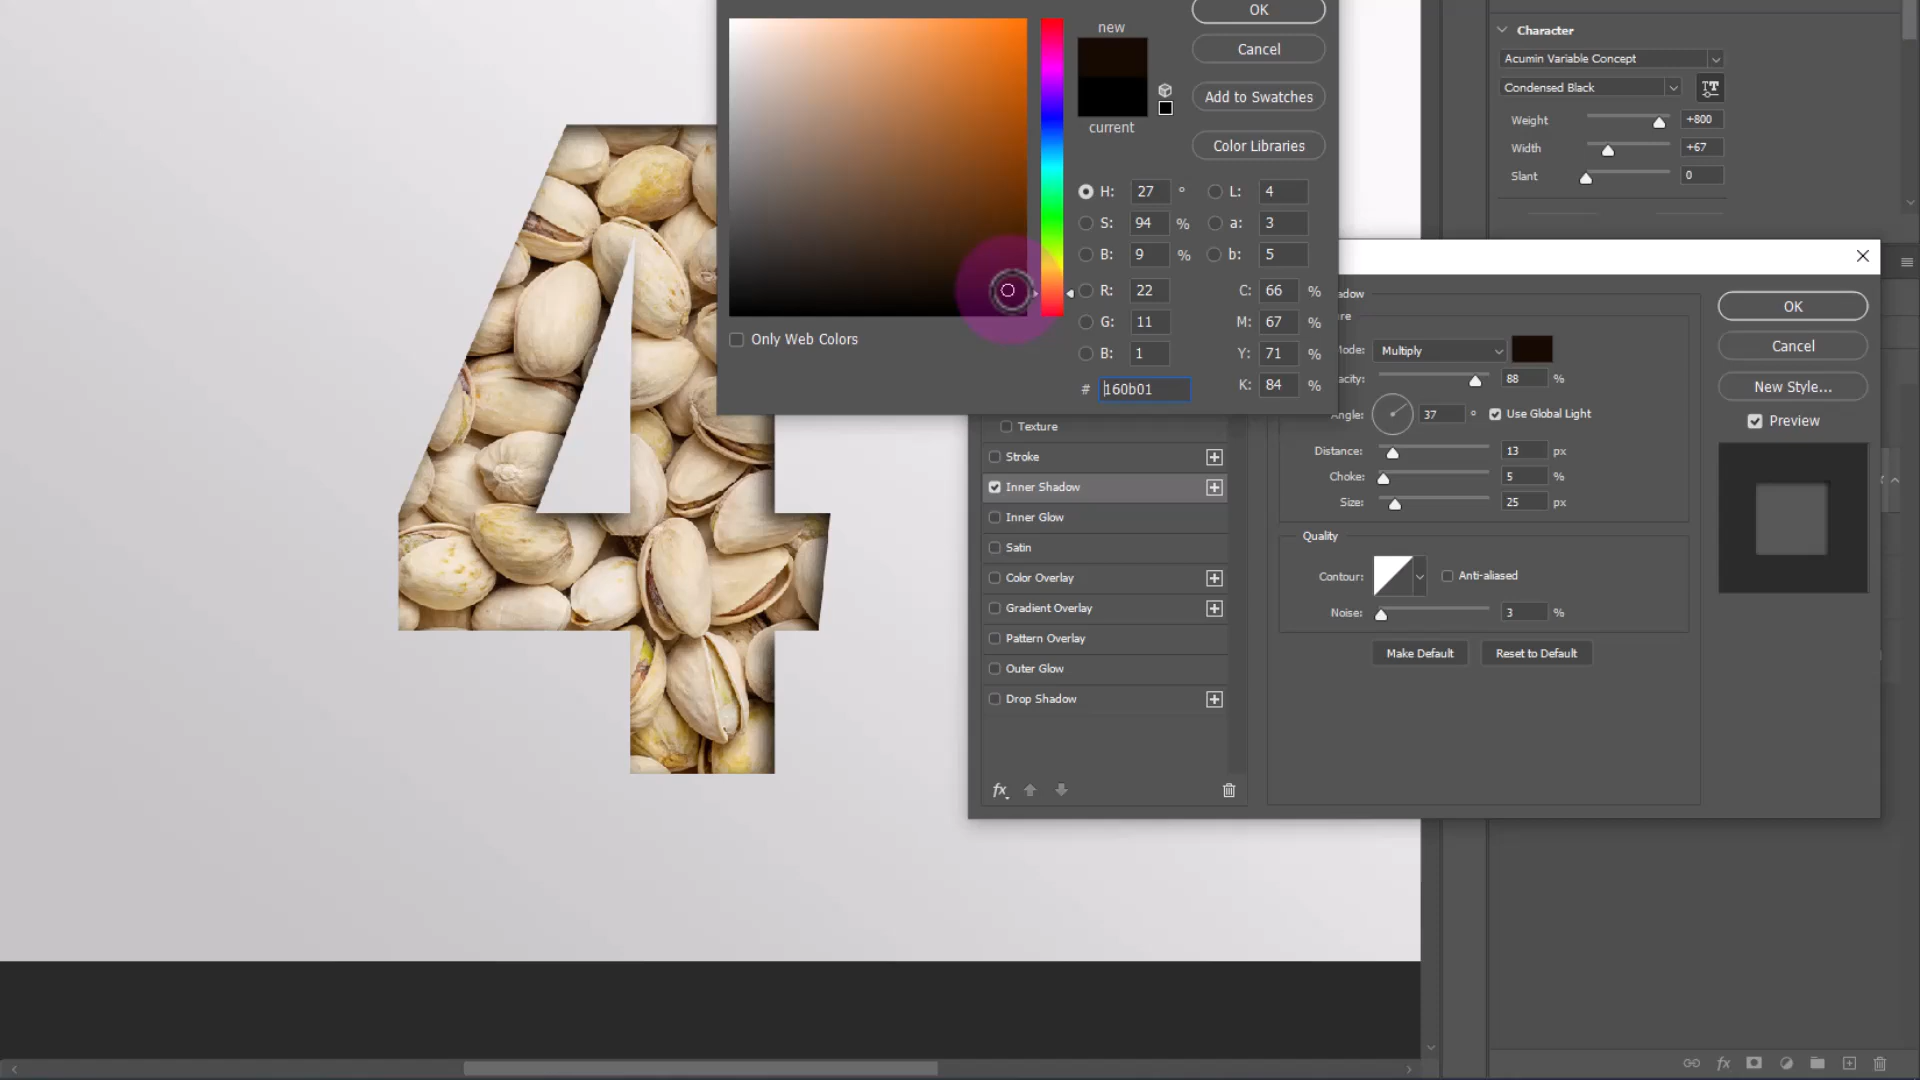 OK
new
Cancel
Add to Swatches
current
Color Libraries
H: 27 °
L: 4
S: 94 %
a: 3
B: 9 %
b: 5
R: 22
C: 66 %
G: 11
M: 67 %
B: 1
Y: 71 %
# 160b01
K: 84 %
Only Web Colors
Character
Acumin Variable Concept
Condensed Black
Weight +800
Width +67
Slant 0
Multiply
88 %
Angle: 37 °
Use Global Light
Distance: 13 px
Choke: 5 %
Size: 25 px
Quality
Contour:
Anti-aliased
Noise: 3 %
Make Default
Reset to Default
OK
Cancel
New Style...
Preview
Texture
Stroke
Inner Shadow
Inner Glow
Satin
Color Overlay
Gradient Overlay
Pattern Overlay
Outer Glow
Drop Shadow
fx
4
fx